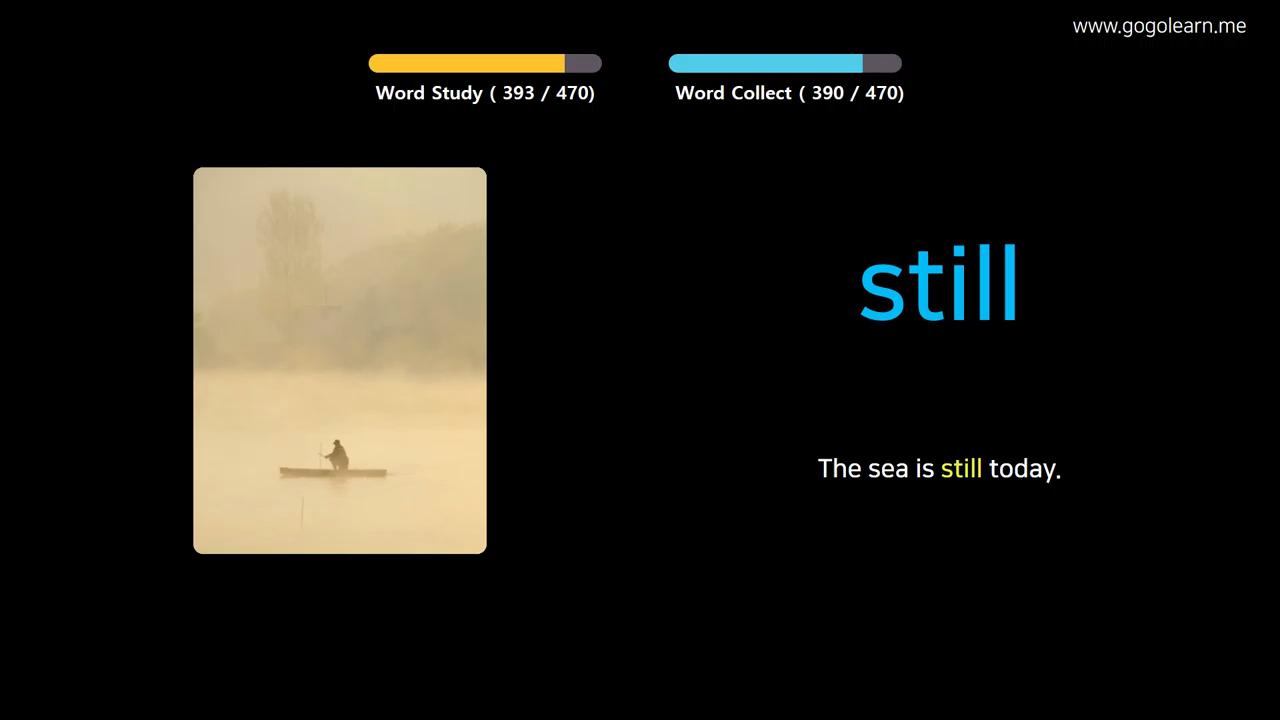 www.gogolearn.me
Word Study ( 393 / 470)
Word Collect ( 390 / 470)
still
The sea is still today.